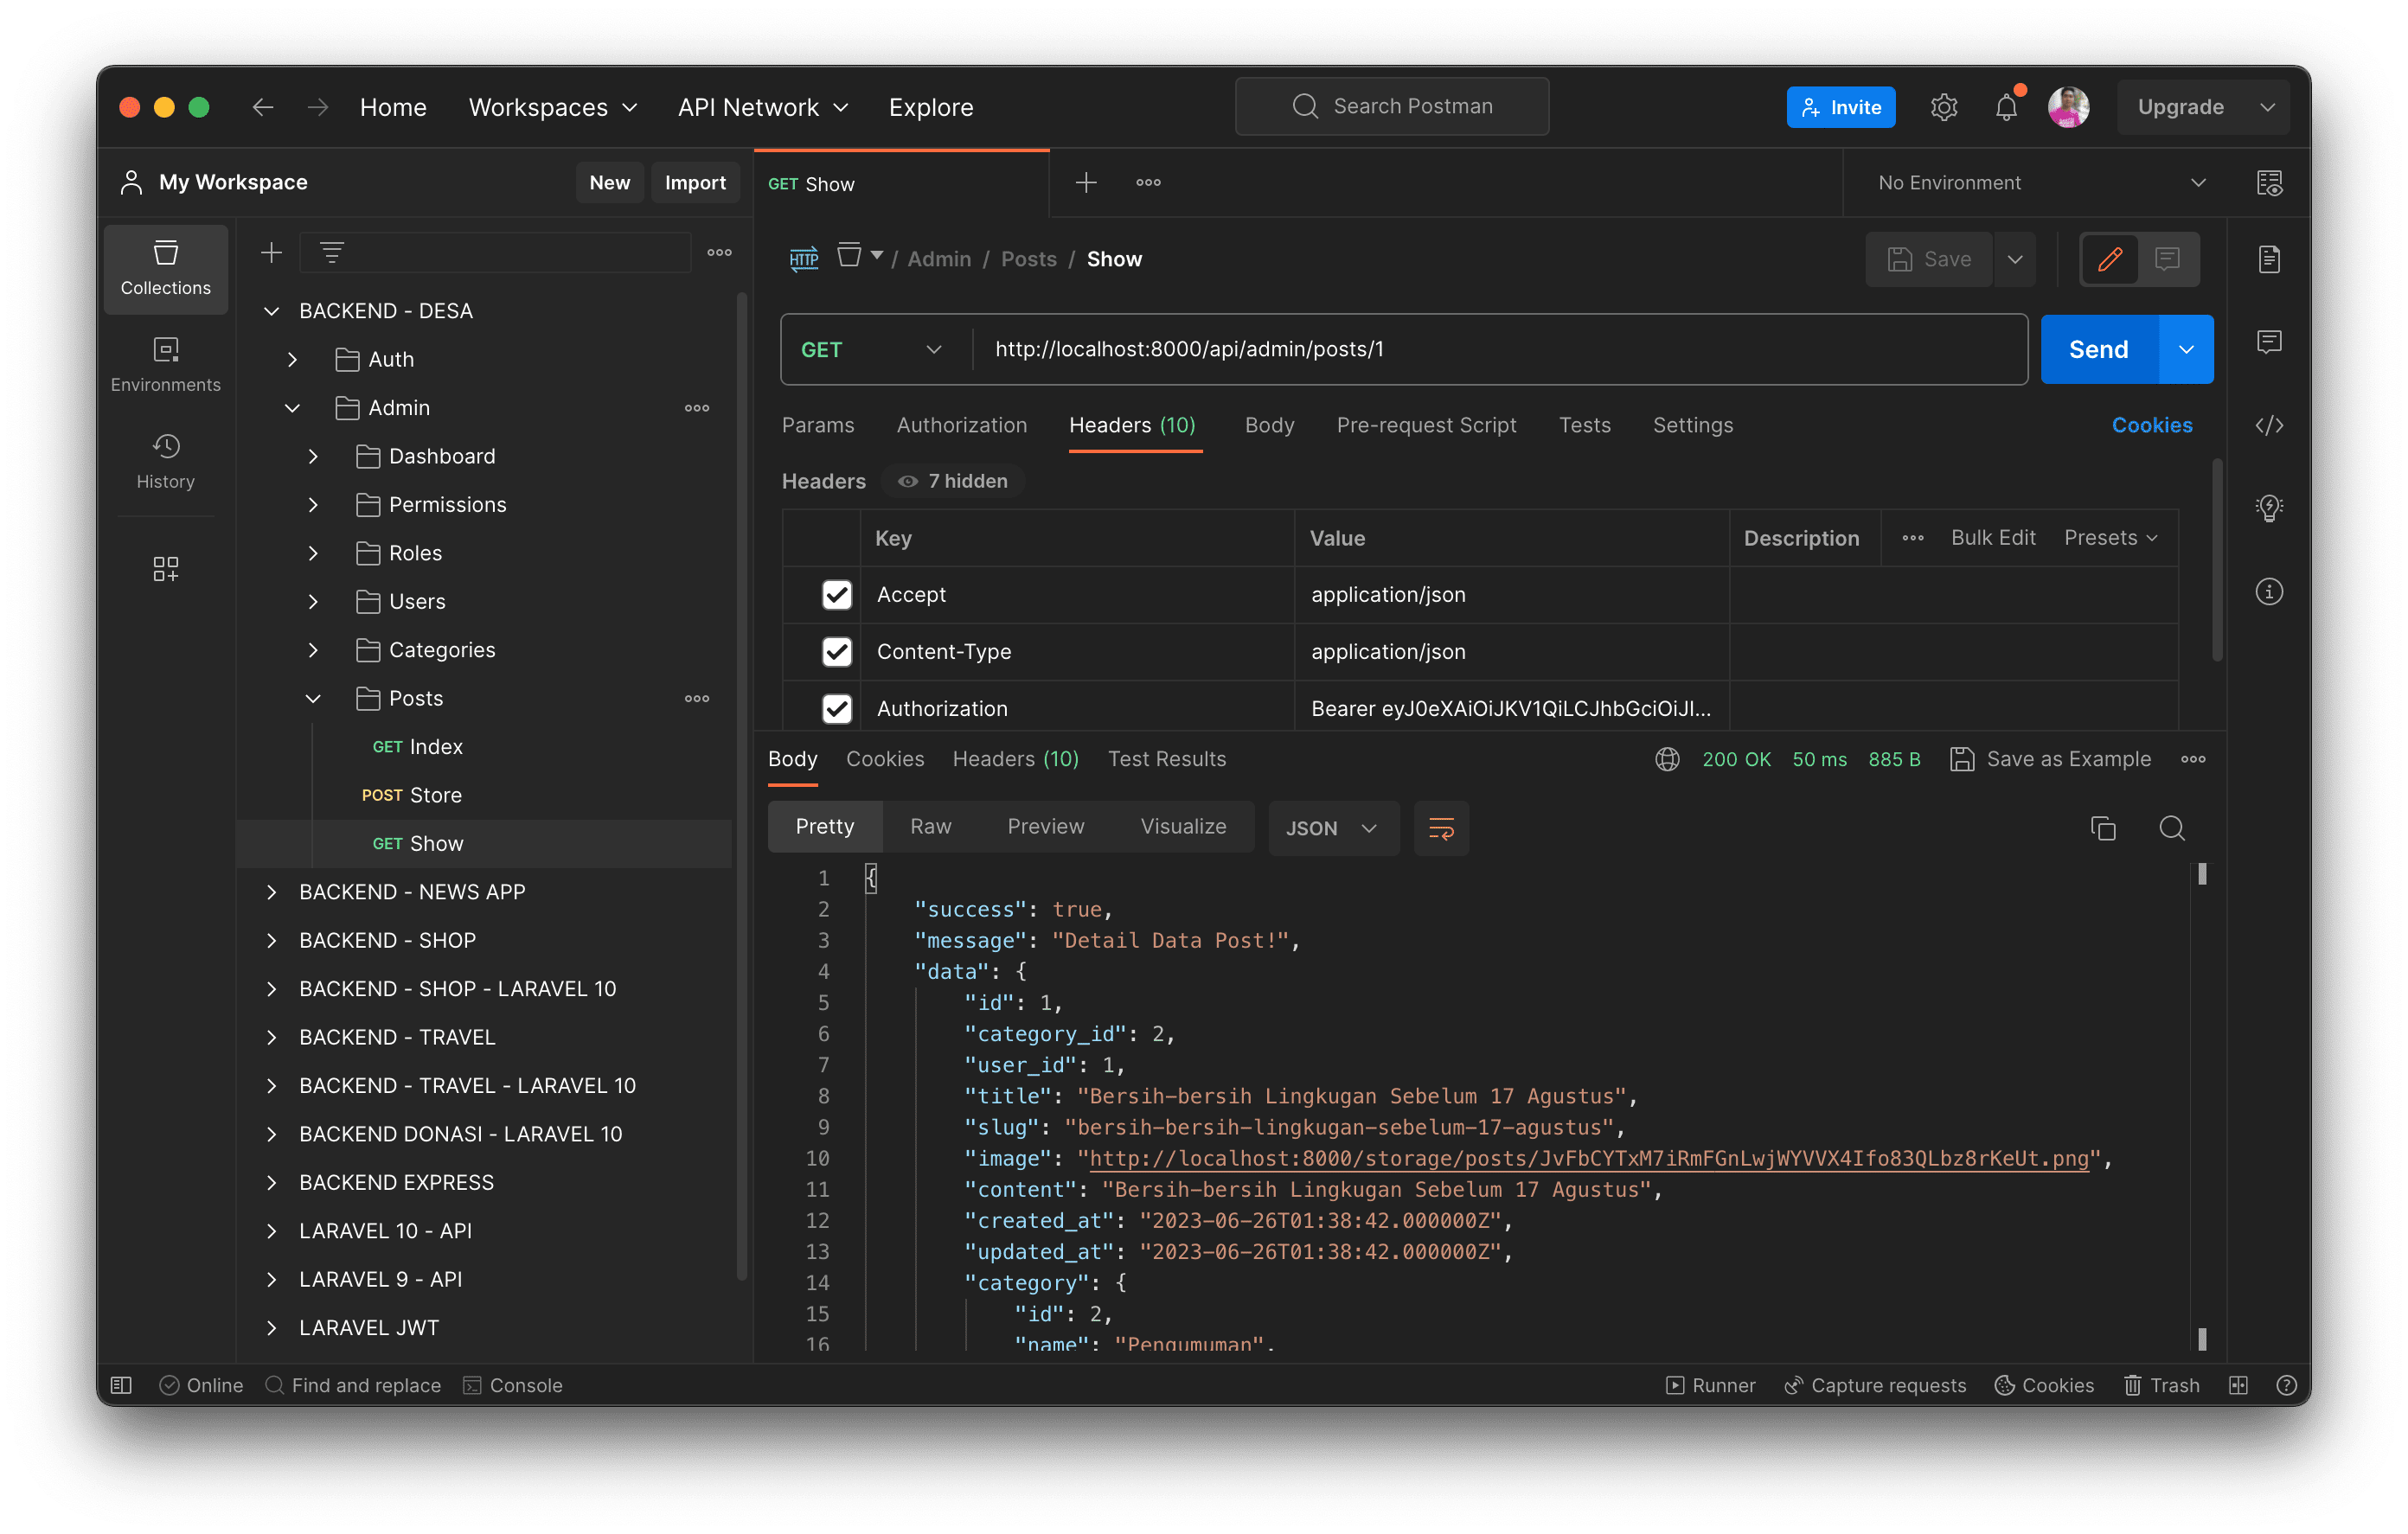 Home Workspaces API Network Explore Search Postman Invite Upgrade
My Workspace New Import GET Show No Environment
Collections
Environments
History
BACKEND - DESA
Auth
Admin
Dashboard
Permissions
Roles
Users
Categories
Posts
GET Index
POST Store
GET Show
BACKEND - NEWS APP
BACKEND - SHOP
BACKEND - SHOP - LARAVEL 10
BACKEND - TRAVEL
BACKEND - TRAVEL - LARAVEL 10
BACKEND DONASI - LARAVEL 10
BACKEND EXPRESS
LARAVEL 10 - API
LARAVEL 9 - API
LARAVEL JWT
HTTP / Admin / Posts / Show Save
GET http://localhost:8000/api/admin/posts/1 Send
Params Authorization Headers (10) Body Pre-request Script Tests Settings Cookies
Headers 7 hidden
Key Value Description Bulk Edit Presets
Accept application/json
Content-Type application/json
Authorization Bearer eyJ0eXAiOiJKV1QiLCJhbGciOiJI...
Body Cookies Headers (10) Test Results 200 OK 50 ms 885 B Save as Example
Pretty Raw Preview Visualize JSON
1 {
2 "success": true,
3 "message": "Detail Data Post!",
4 "data": {
5 "id": 1,
6 "category_id": 2,
7 "user_id": 1,
8 "title": "Bersih-bersih Lingkugan Sebelum 17 Agustus",
9 "slug": "bersih-bersih-lingkugan-sebelum-17-agustus",
10 "image": "http://localhost:8000/storage/posts/JvFbCYTxM7iRmFGnLwjWYVVX4Ifo83QLbz8rKeUt.png",
11 "content": "Bersih-bersih Lingkugan Sebelum 17 Agustus",
12 "created_at": "2023-06-26T01:38:42.000000Z",
13 "updated_at": "2023-06-26T01:38:42.000000Z",
14 "category": {
15 "id": 2,
16 "name": "Pengumuman",
Online Find and replace Console Runner Capture requests Cookies Trash